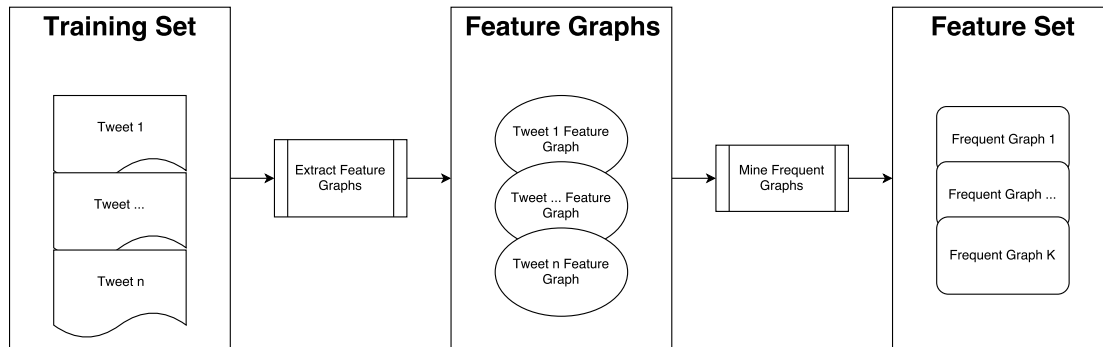 Training Set
Tweet 1
Tweet ...
Tweet n
Extract Feature
Graphs
Feature Graphs
Tweet 1 Feature
Graph
Tweet ... Feature
Graph
Tweet n Feature
Graph
Mine Frequent
Graphs
Feature Set
Frequent Graph 1
Frequent Graph ...
Frequent Graph K